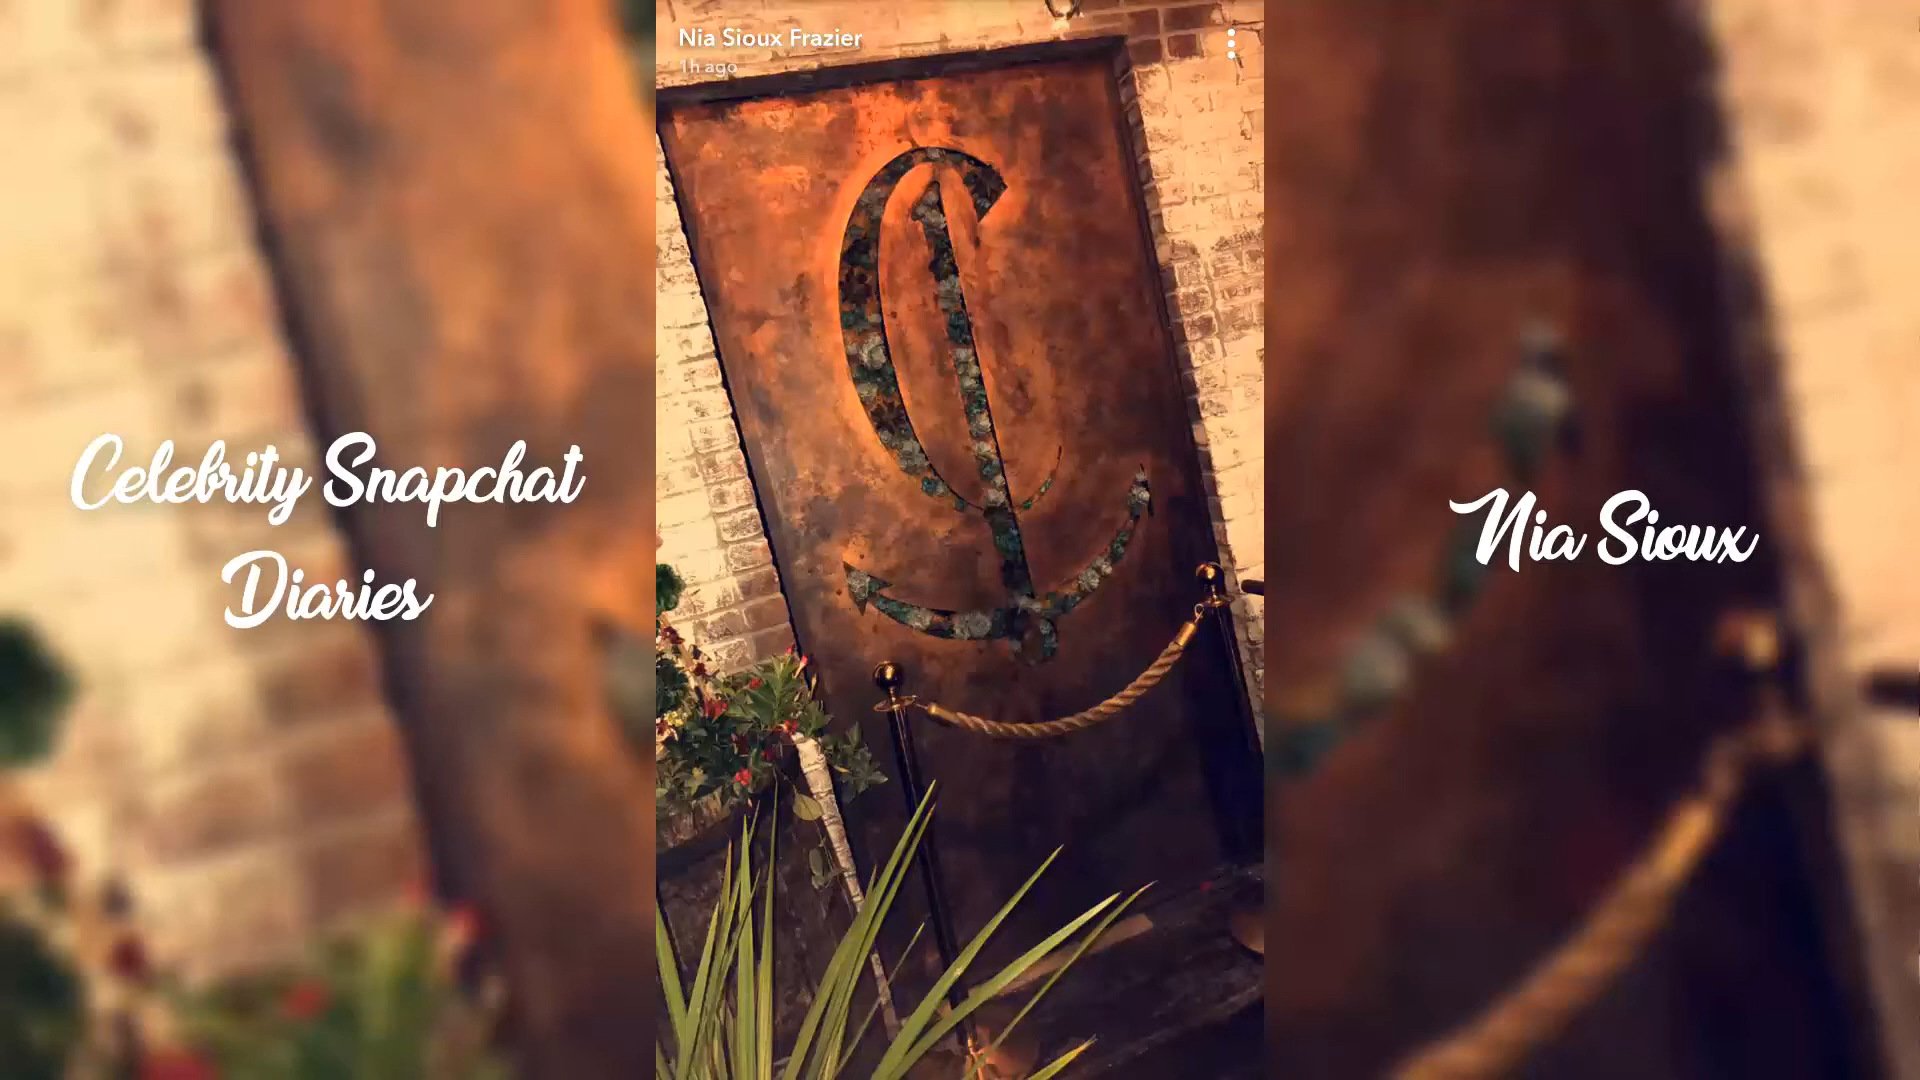 Nia Sioux Frazier
1h ago
Celebrity Snapchat
Diaries
Nia Sioux